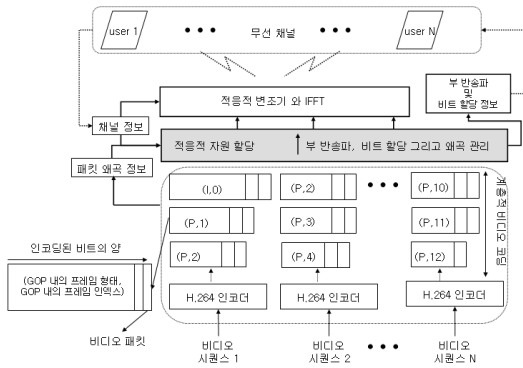 user 1
무선 채널
user N
적응적 변조기 와 IFFT
부 반송파
및
비트 할당 정보
채널 정보
적응적 자원 할당
부 반송파, 비트 할당 그리고 왜곡 관리
패킷 왜곡 정보
(I,0)
(P,2)
(P,10)
(P,1)
(P,3)
(P,11)
(P,2)
(P,4)
(P,12)
계층적 비디오 코딩
인코딩된 비트의 양
(GOP 내의 프레임 형태,
GOP 내의 프레임 인덱스)
비디오 패킷
H.264 인코더
H.264 인코더
H.264 인코더
비디오
시퀀스 1
비디오
시퀀스 2
비디오
시퀀스 N